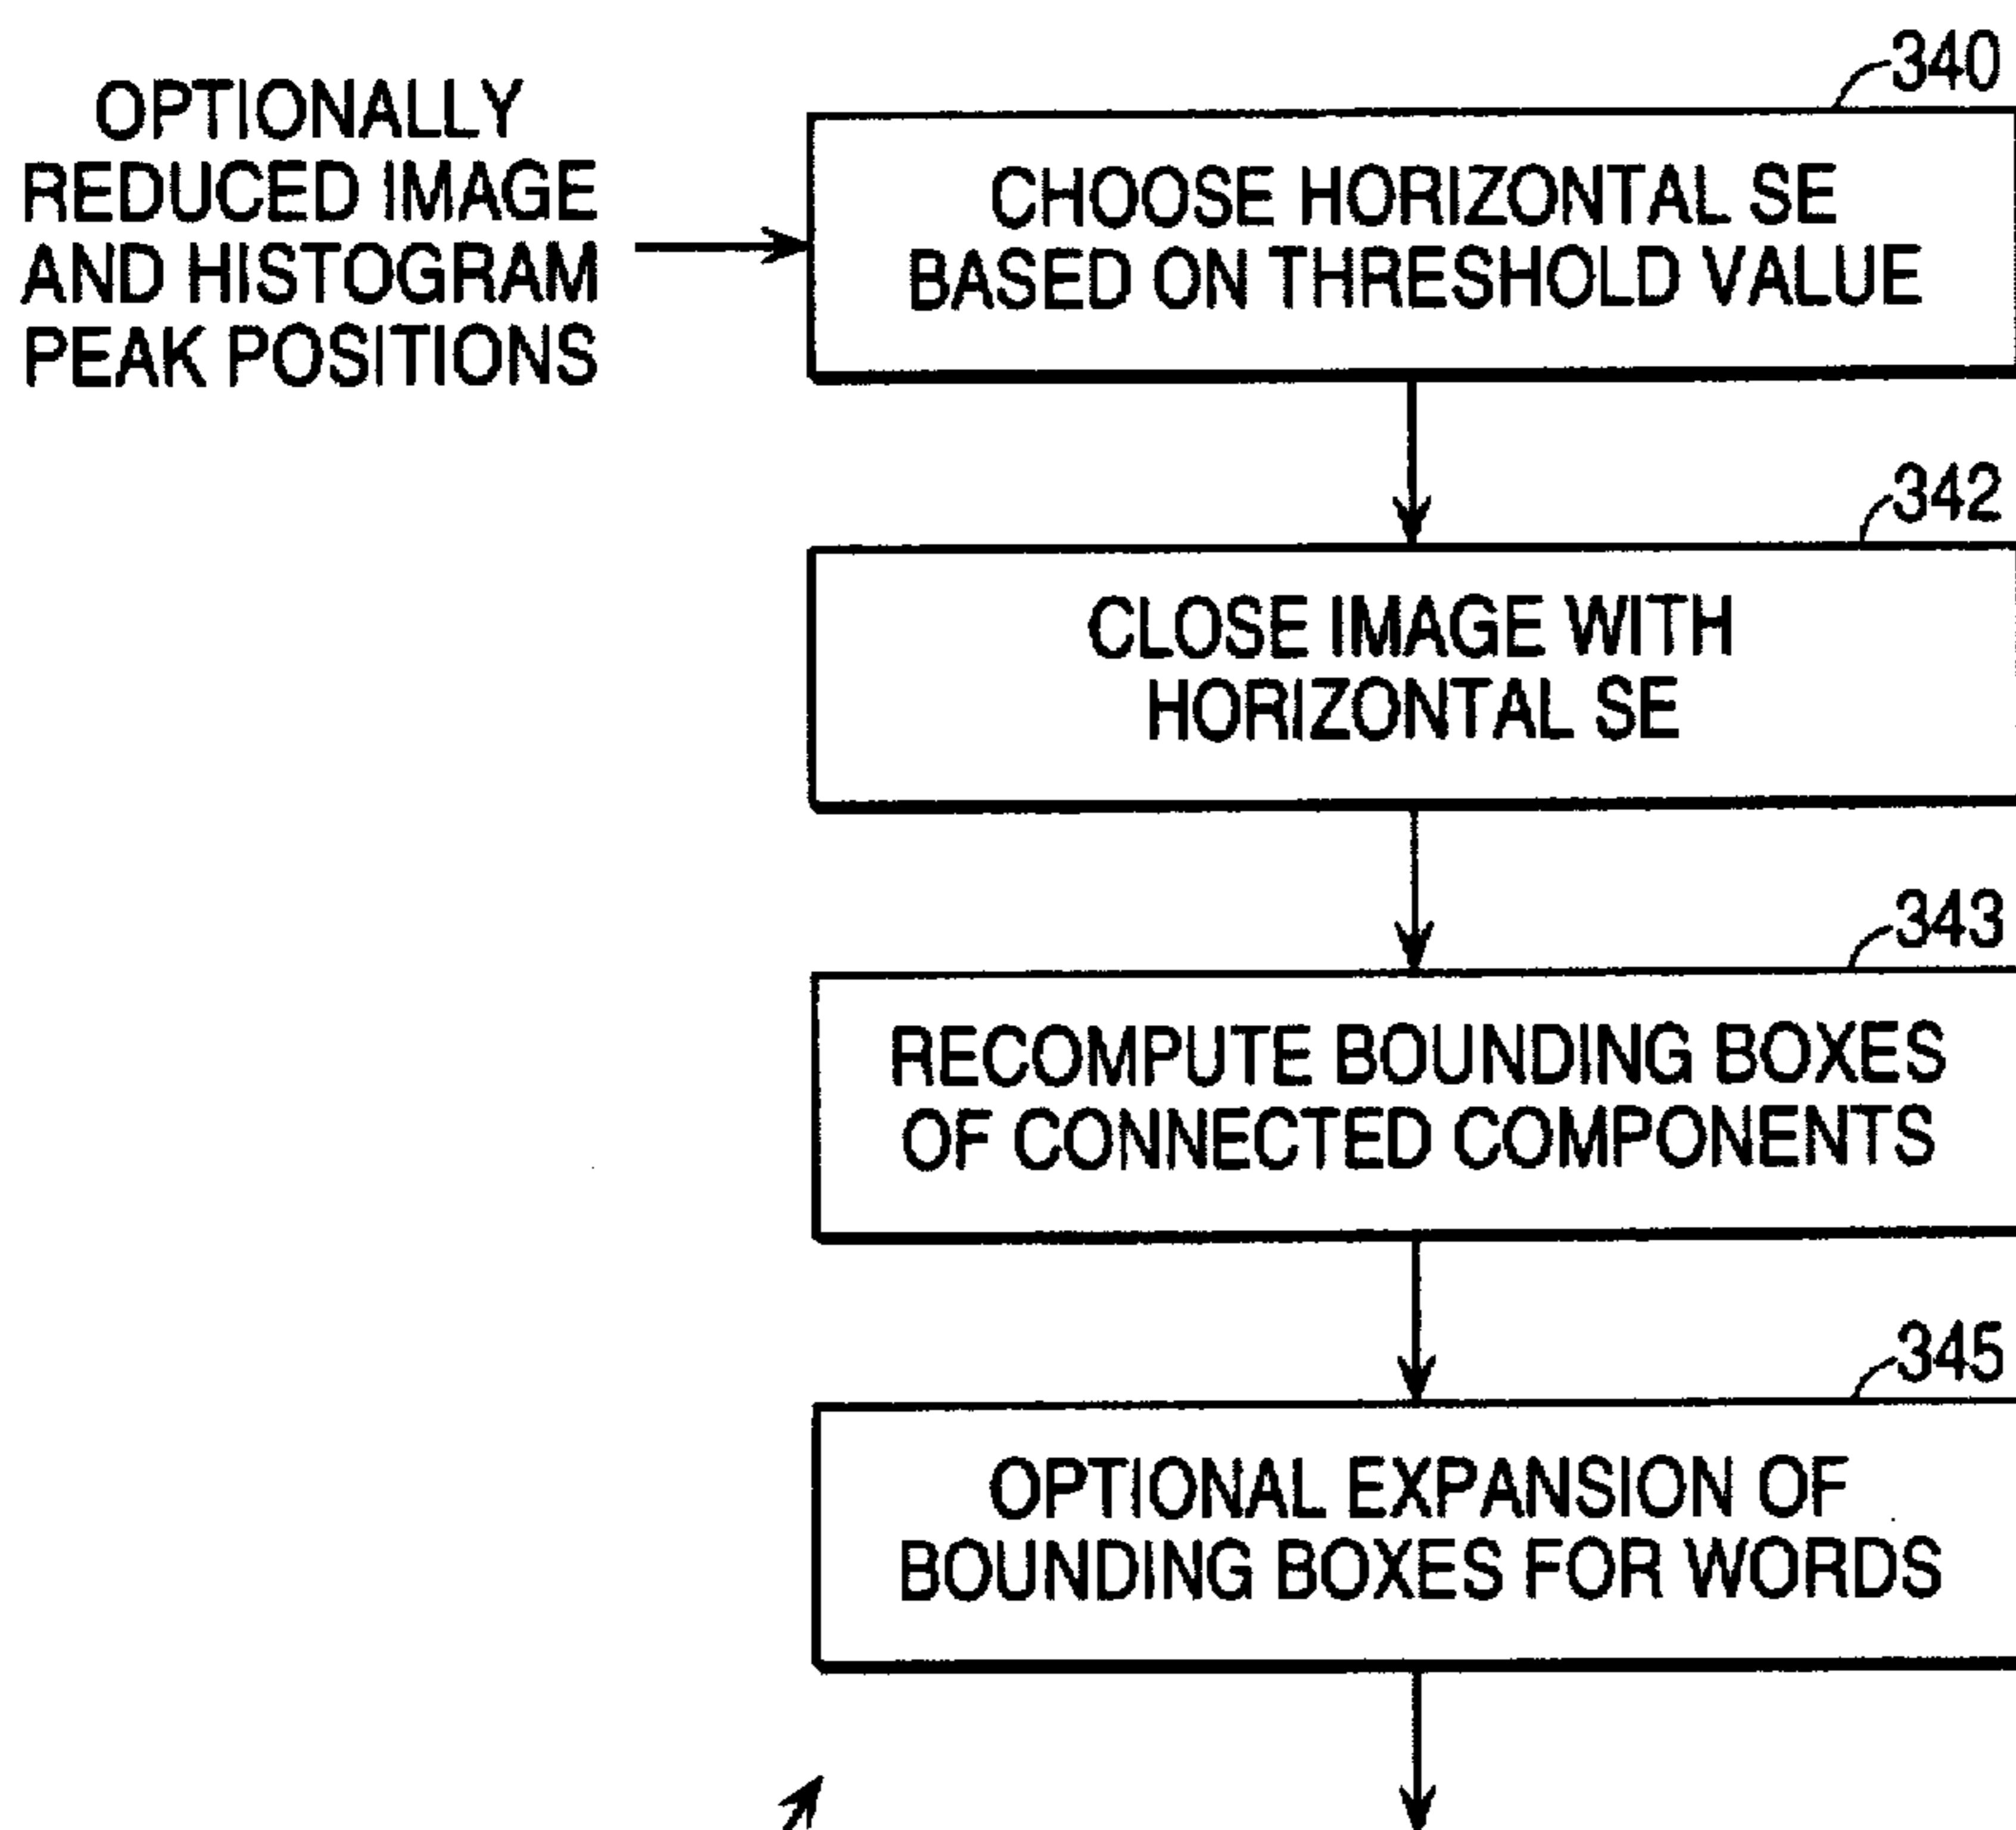 OPTIONALLY
REDUCED IMAGE
AND HISTOGRAM
PEAK POSITIONS
340
CHOOSE HORIZONTAL SE
BASED ON THRESHOLD VALUE
342
CLOSE IMAGE WITH
HORIZONTAL SE
343
RECOMPUTE BOUNDING BOXES
OF CONNECTED COMPONENTS
345
OPTIONAL EXPANSION OF
BOUNDING BOXES FOR WORDS